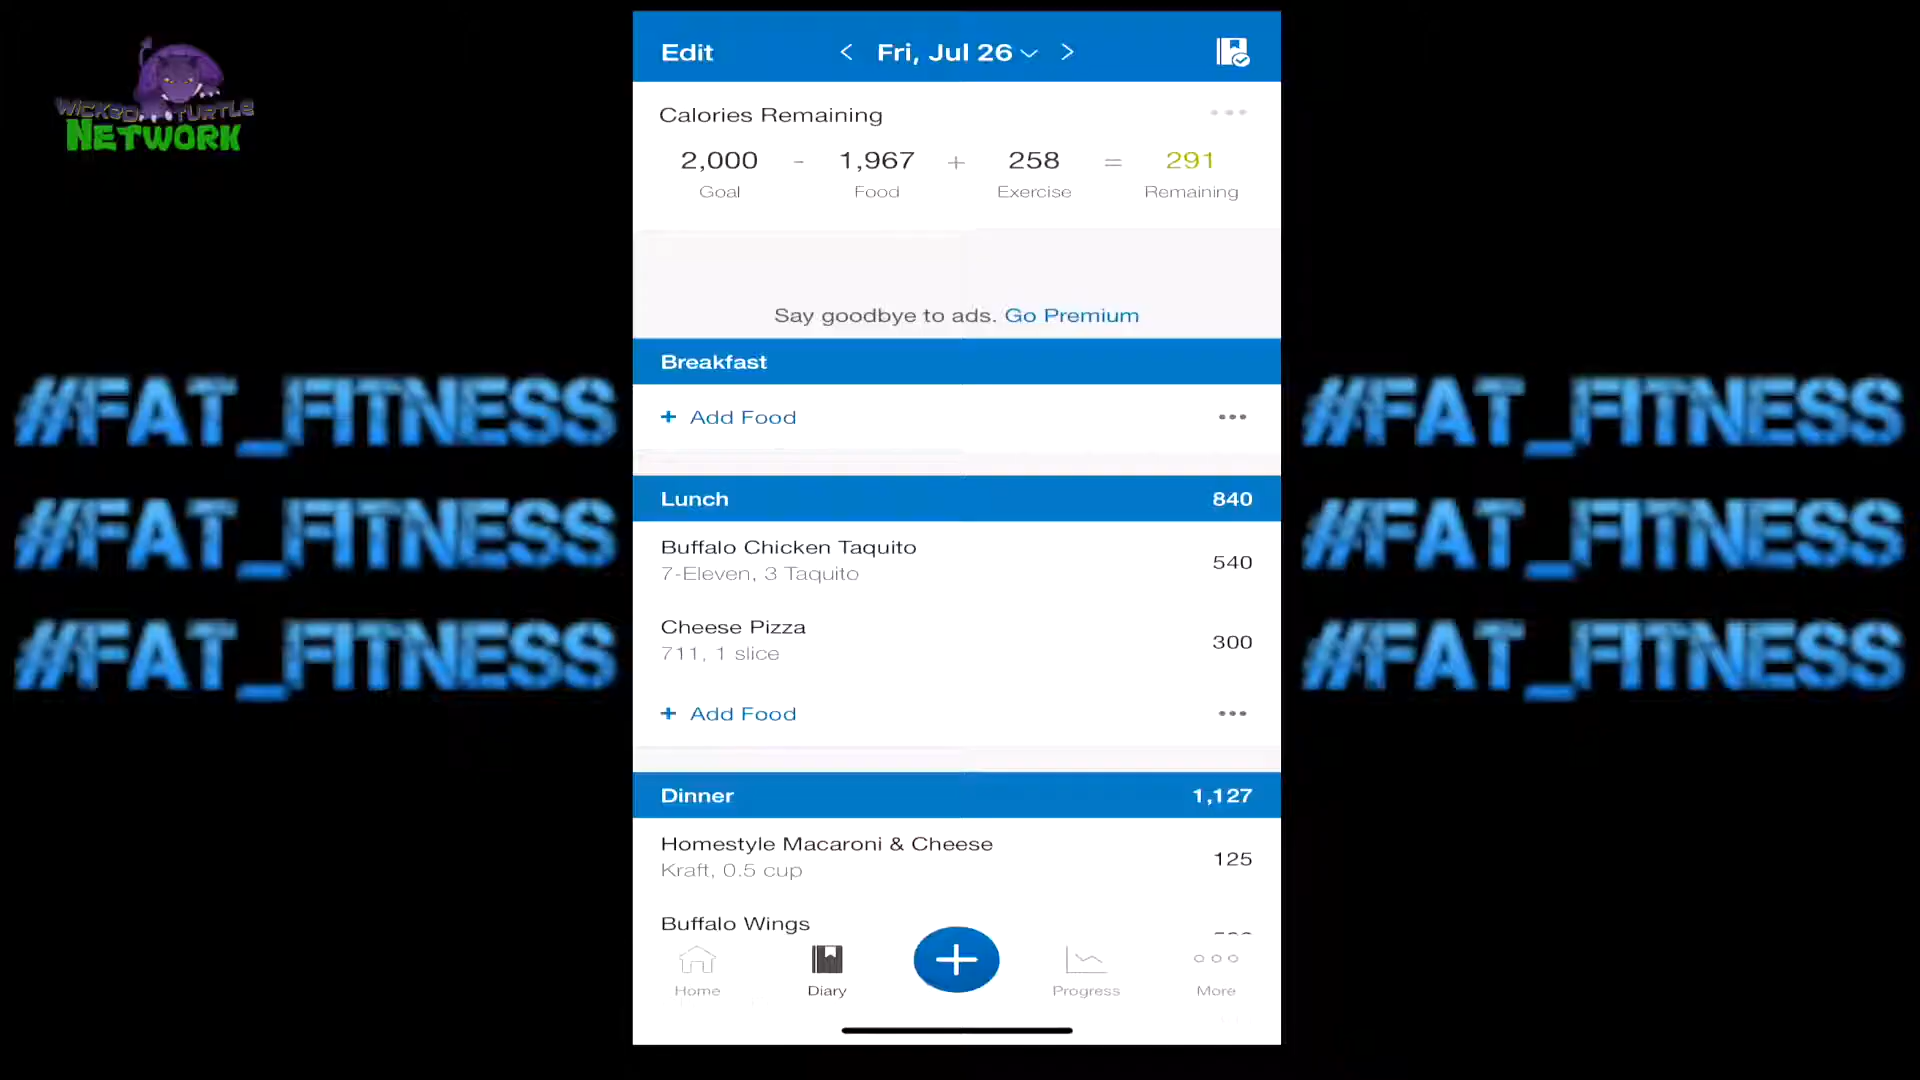 WICKED TURTLE
NETWORK
Edit < Fri, Jul 26 >
Calories Remaining
2,000 - 1,967 + 258 = 291
Goal Food Exercise Remaining
Say goodbye to ads. Go Premium
Breakfast
+ Add Food
Lunch 840
Buffalo Chicken Taquito
7-Eleven, 3 Taquito
540
Cheese Pizza
711, 1 slice
300
+ Add Food
Dinner 1,127
Homestyle Macaroni & Cheese
Kraft, 0.5 cup
125
Buffalo Wings
Home Diary Progress More
#FAT_FITNESS
#FAT_FITNESS
#FAT_FITNESS
#FAT_FITNESS
#FAT_FITNESS
#FAT_FITNESS